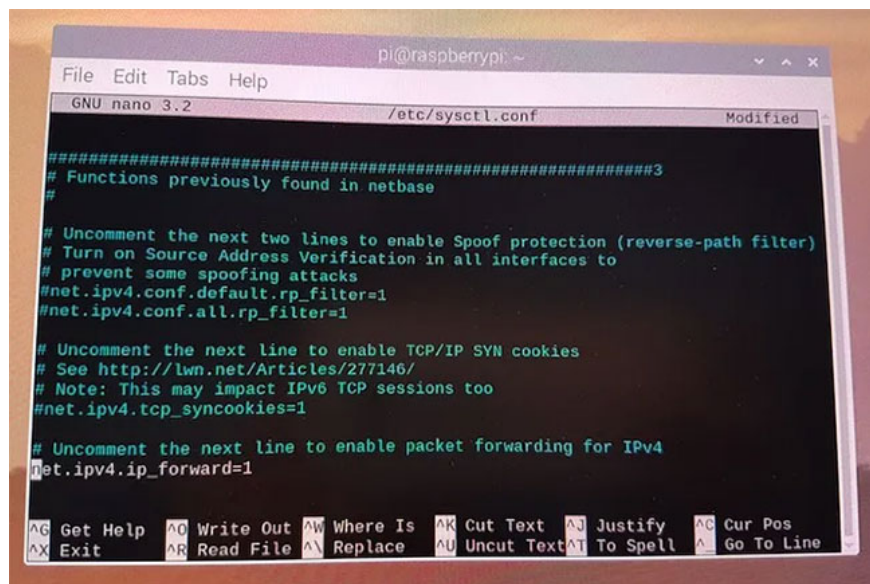 pi@raspberrypi: ~
File Edit Tabs Help
GNU nano 3.2 /etc/sysctl.conf Modified
###########################################################3
# Functions previously found in netbase
#
# Uncomment the next two lines to enable Spoof protection (reverse-path filter)
# Turn on Source Address Verification in all interfaces to
# prevent some spoofing attacks
#net.ipv4.conf.default.rp_filter=1
#net.ipv4.conf.all.rp_filter=1
# Uncomment the next line to enable TCP/IP SYN cookies
# See http://lwn.net/Articles/277146/
# Note: This may impact IPv6 TCP sessions too
#net.ipv4.tcp_syncookies=1
# Uncomment the next line to enable packet forwarding for IPv4
net.ipv4.ip_forward=1
^G Get Help ^O Write Out ^W Where Is ^K Cut Text ^J Justify ^C Cur Pos
^X Exit ^R Read File ^\ Replace ^U Uncut Text ^T To Spell ^_ Go To Line